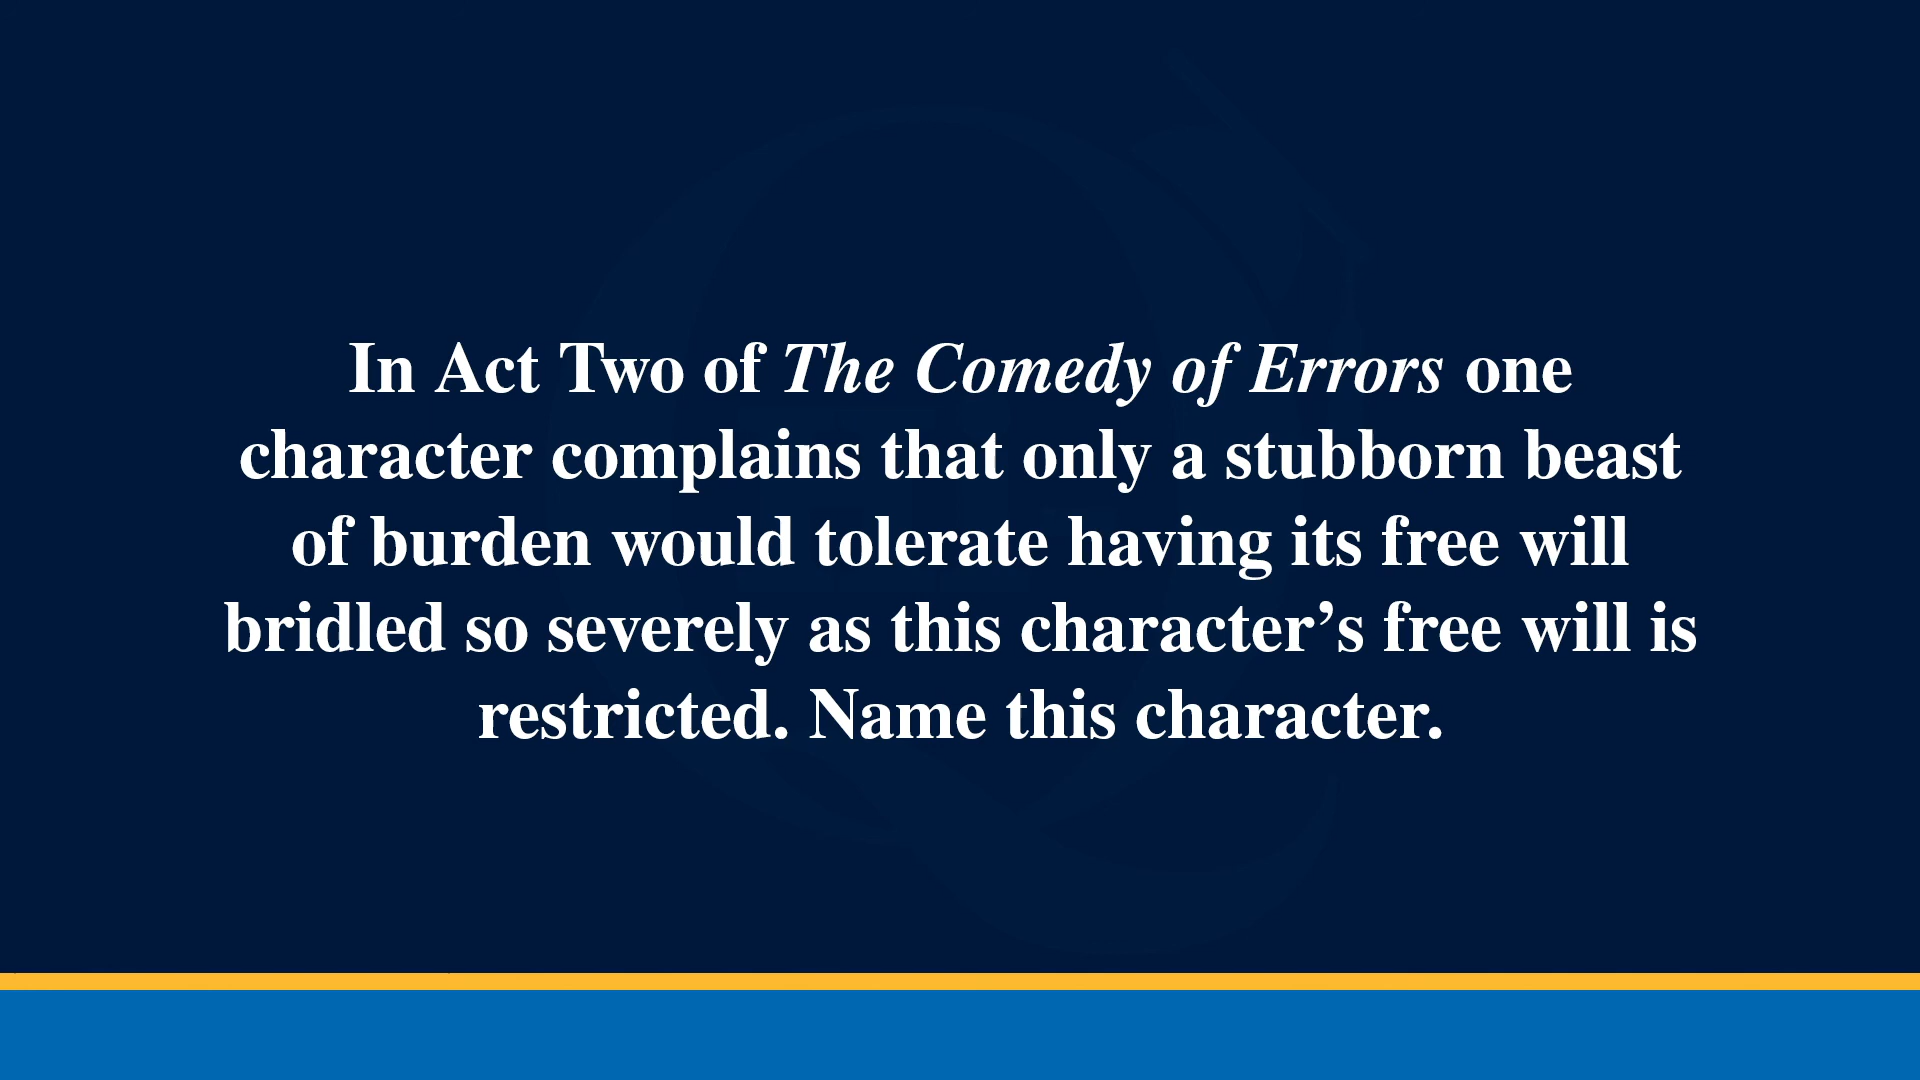 In Act Two of The Comedy of Errors one
character complains that only a stubborn beast
of burden would tolerate having its free will
bridled so severely as this character’s free will is
restricted. Name this character.